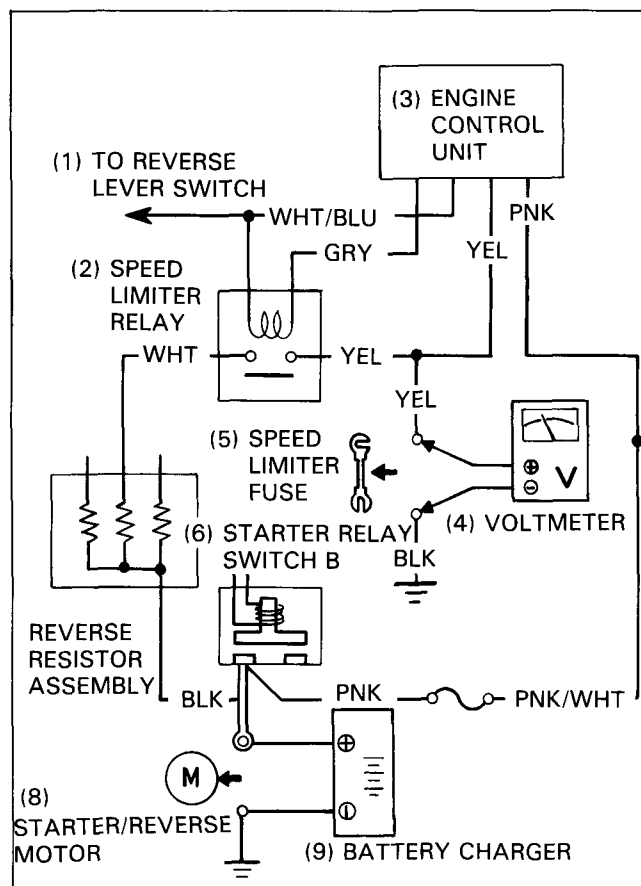 (3) ENGINE
CONTROL
UNIT
(1) TO REVERSE
LEVER SWITCH
WHT/BLU
PNK
GRY
YEL
(2) SPEED
LIMITER
RELAY
WHT
YEL
YEL
(5) SPEED
LIMITER
FUSE
V
(4) VOLTMETER
(6) STARTER RELAY
SWITCH B
BLK
REVERSE
RESISTOR
ASSEMBLY
BLK
PNK
PNK/WHT
M
(8)
STARTER/REVERSE
MOTOR
(9) BATTERY CHARGER